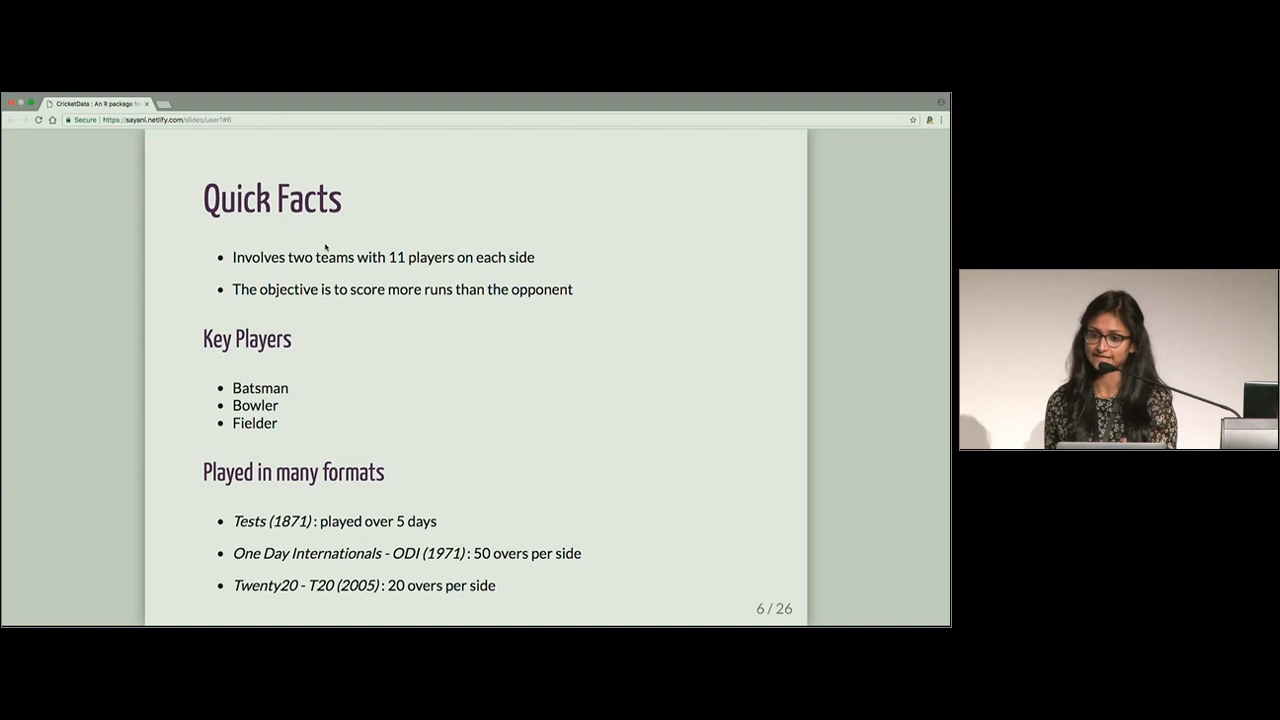 CricketData : An R package fo
Secure | https://sayani.netlify.com/slides/user1#6
Quick Facts
• Involves two teams with 11 players on each side
• The objective is to score more runs than the opponent
Key Players
• Batsman
• Bowler
• Fielder
Played in many formats
• Tests (1871) : played over 5 days
• One Day Internationals - ODI (1971) : 50 overs per side
• Twenty20 - T20 (2005) : 20 overs per side
6 / 26